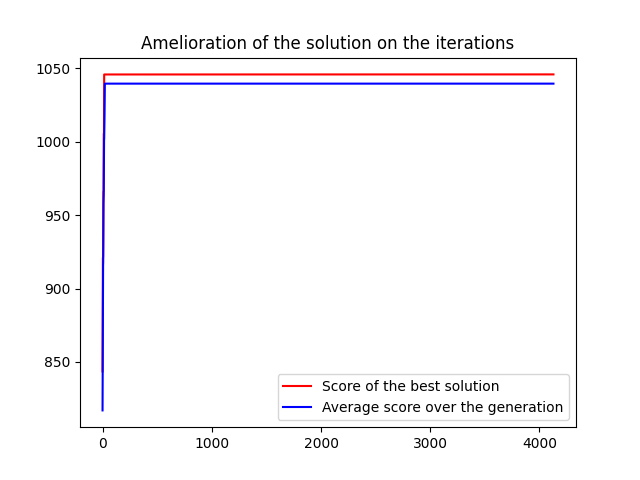 Amelioration of the solution on the iterations
1050
1000
950
900
850
Score of the best solution
Average score over the generation
0 1000 2000 3000 4000